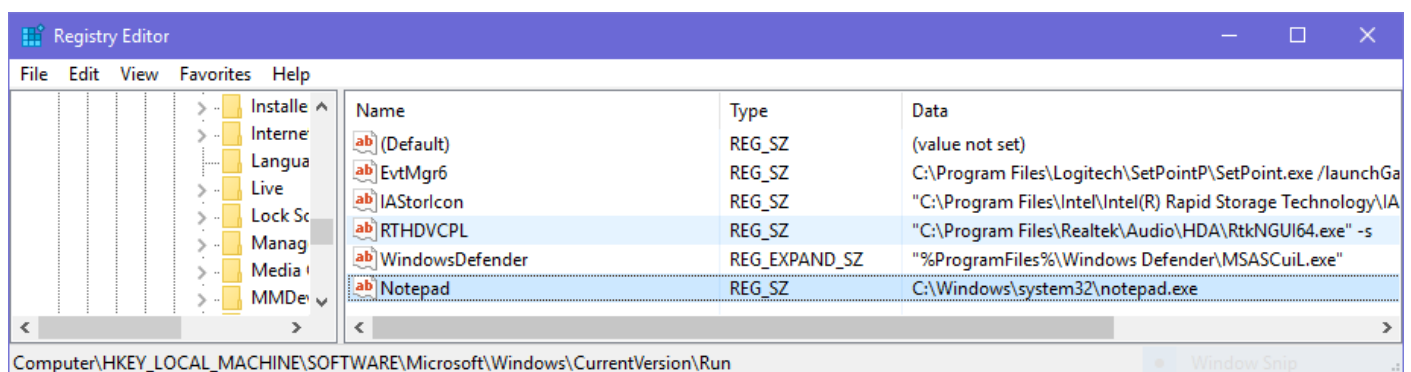 Registry Editor
File Edit View Favorites Help
Installe
Interne
Langua
Live
Lock Sc
Manag
Media
MMDev
Name Type Data
(Default) REG_SZ (value not set)
EvtMgr6 REG_SZ C:\Program Files\Logitech\SetPointP\SetPoint.exe /launchGa
IAStorIcon REG_SZ "C:\Program Files\Intel\Intel(R) Rapid Storage Technology\IA
RTHDVCPL REG_SZ "C:\Program Files\Realtek\Audio\HDA\RtkNGUI64.exe" -s
WindowsDefender REG_EXPAND_SZ "%ProgramFiles%\Windows Defender\MSASCuiL.exe"
Notepad REG_SZ C:\Windows\system32\notepad.exe
Computer\HKEY_LOCAL_MACHINE\SOFTWARE\Microsoft\Windows\CurrentVersion\Run
Window Snip